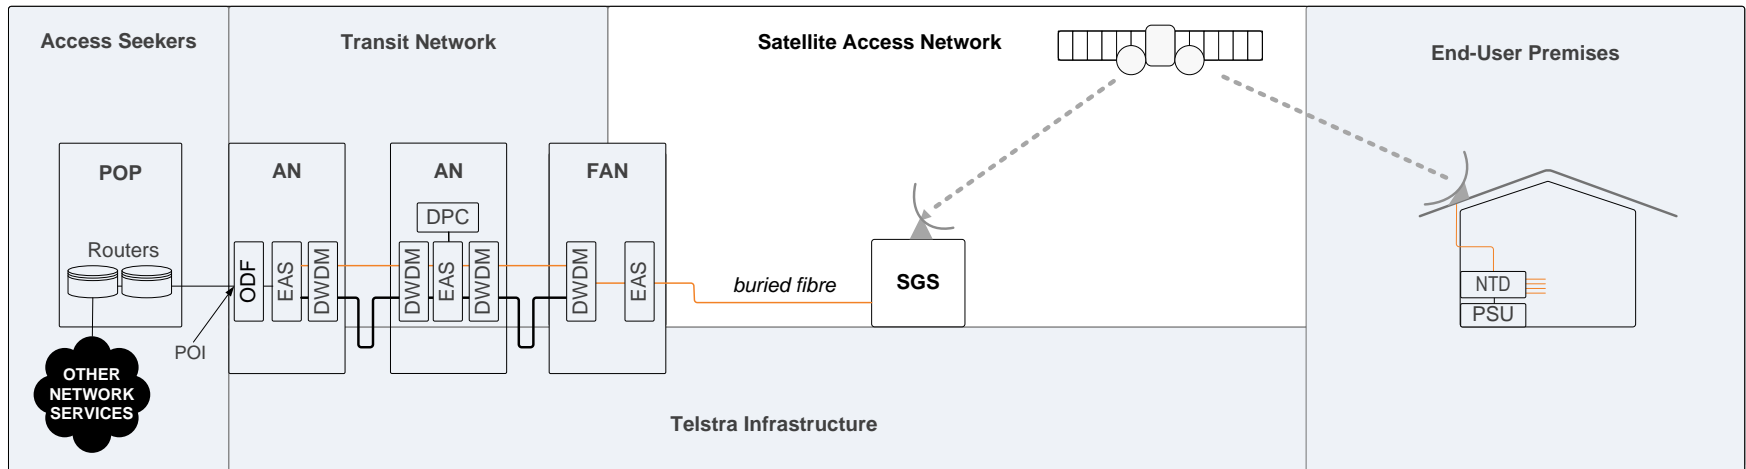 Access Seekers
Transit Network
Satellite Access Network
End-User Premises
POP
AN
AN
FAN
DPC
Routers
ODF
EAS
DWDM
DWDM
EAS
DWDM
DWDM
EAS
buried fibre
SGS
NTD
PSU
POI
OTHER
NETWORK
SERVICES
Telstra Infrastructure